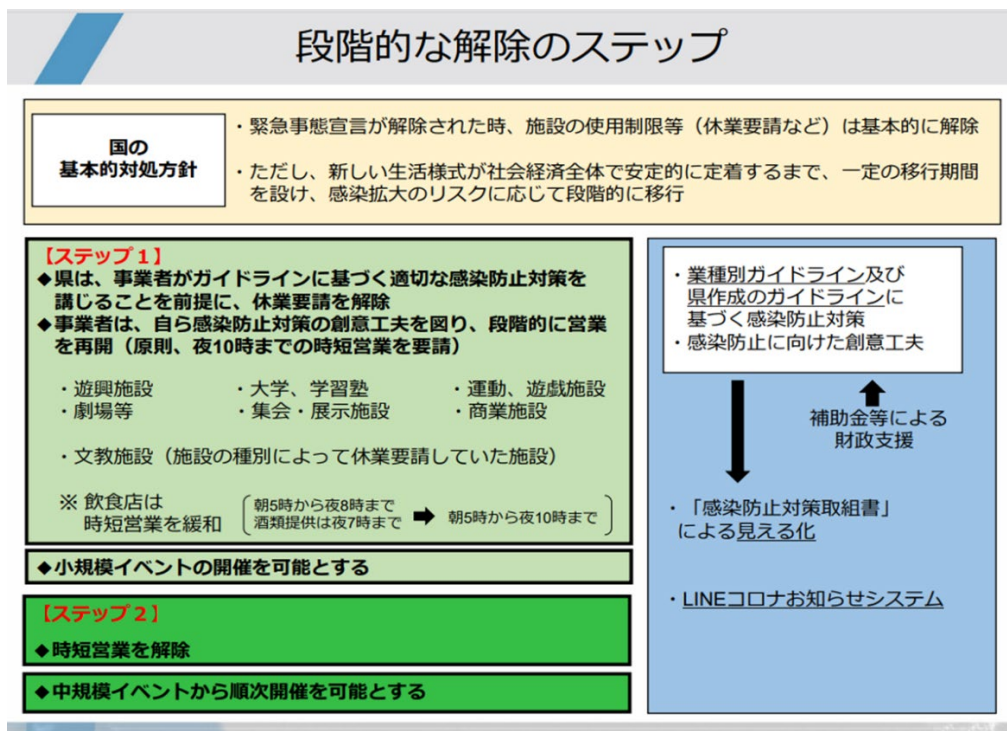 段階的な解除のステップ
国の
基本的対処方針
・緊急事態宣言が解除された時、施設の使用制限等（休業要請など）は基本的に解除
・ただし、新しい生活様式が社会経済全体で安定的に定着するまで、一定の移行期間
を設け、感染拡大のリスクに応じて段階的に移行
【ステップ１】
◆県は、事業者がガイドラインに基づく適切な感染防止対策を
講じることを前提に、休業要請を解除
◆事業者は、自ら感染防止対策の創意工夫を図り、段階的に営業
を再開（原則、夜10時までの時短営業を要請）
・遊興施設　・大学、学習塾　・運動、遊戯施設
・劇場等　・集会・展示施設　・商業施設
・文教施設（施設の種別によって休業要請していた施設）
※ 飲食店は
時短営業を緩和
朝5時から夜8時まで
酒類提供は夜7時まで
➡ 朝5時から夜10時まで
◆小規模イベントの開催を可能とする
【ステップ２】
◆時短営業を解除
◆中規模イベントから順次開催を可能とする
・業種別ガイドライン及び
県作成のガイドラインに
基づく感染防止対策
・感染防止に向けた創意工夫
補助金等による
財政支援
・「感染防止対策取組書」
による見える化
・LINEコロナお知らせシステム